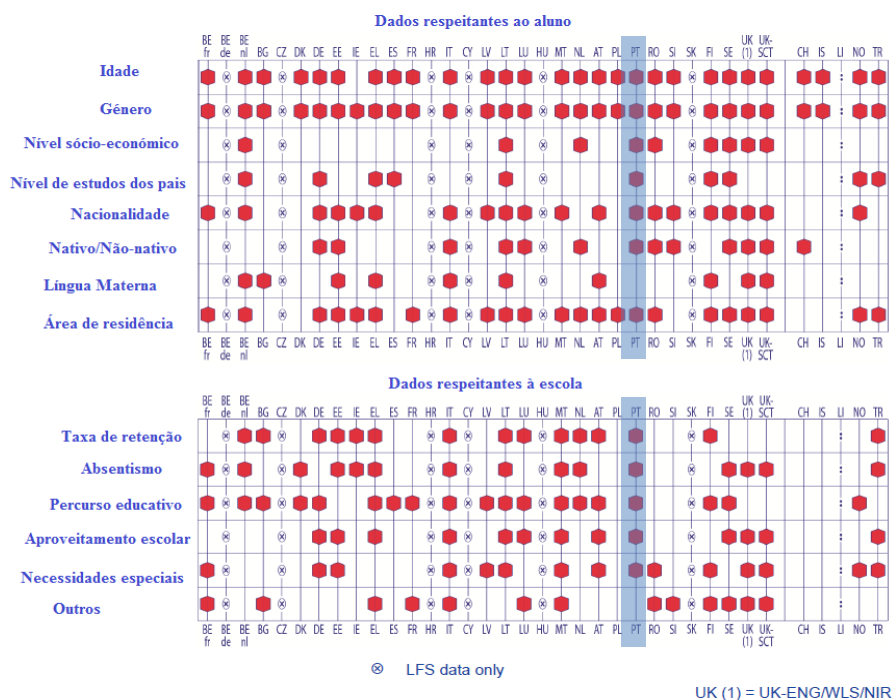 Dados respeitantes ao aluno
BE fr BE de BE nl BG CZ DK DE EE IE EL ES FR HR IT CY LV LT LU HU MT NL AT PL PT RO SI SK FI SE UK (1) UK-SCT CH IS LI NO TR
Idade
Género
Nível sócio-económico
Nível de estudos dos pais
Nacionalidade
Nativo/Não-nativo
Língua Materna
Área de residência
BE fr BE de BE nl BG CZ DK DE EE IE EL ES FR HR IT CY LV LT LU HU MT NL AT PL PT RO SI SK FI SE UK (1) UK-SCT CH IS LI NO TR
Dados respeitantes à escola
BE fr BE de BE nl BG CZ DK DE EE IE EL ES FR HR IT CY LV LT LU HU MT NL AT PL PT RO SI SK FI SE UK (1) UK-SCT CH IS LI NO TR
Taxa de retenção
Absentismo
Percurso educativo
Aproveitamento escolar
Necessidades especiais
Outros
BE fr BE de BE nl BG CZ DK DE EE IE EL ES FR HR IT CY LV LT LU HU MT NL AT PL PT RO SI SK FI SE UK (1) UK-SCT CH IS LI NO TR
⊗ LFS data only
UK (1) = UK-ENG/WLS/NIR